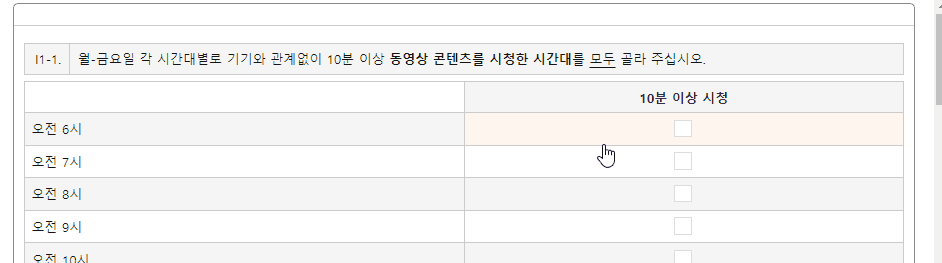 I1-1. 월-금요일 각 시간대별로 기기와 관계없이 10분 이상 동영상 콘텐츠를 시청한 시간대를 모두 골라 주십시오.
10분 이상 시청
오전 6시
오전 7시
오전 8시
오전 9시
오전 10시